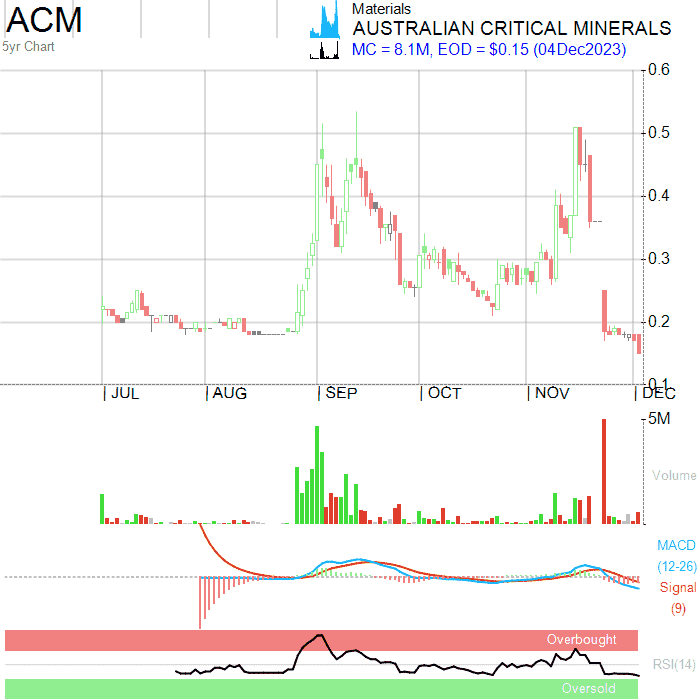 ACM
5yr Chart
Materials
AUSTRALIAN CRITICAL MINERALS
MC = 8.1M, EOD = $0.15 (04Dec2023)
0.6
0.5
0.4
0.3
0.2
0.1
JUL
AUG
SEP
OCT
NOV
DEC
5M
Volume
MACD
(12-26)
Signal
(9)
Overbought
RSI(14)
Oversold